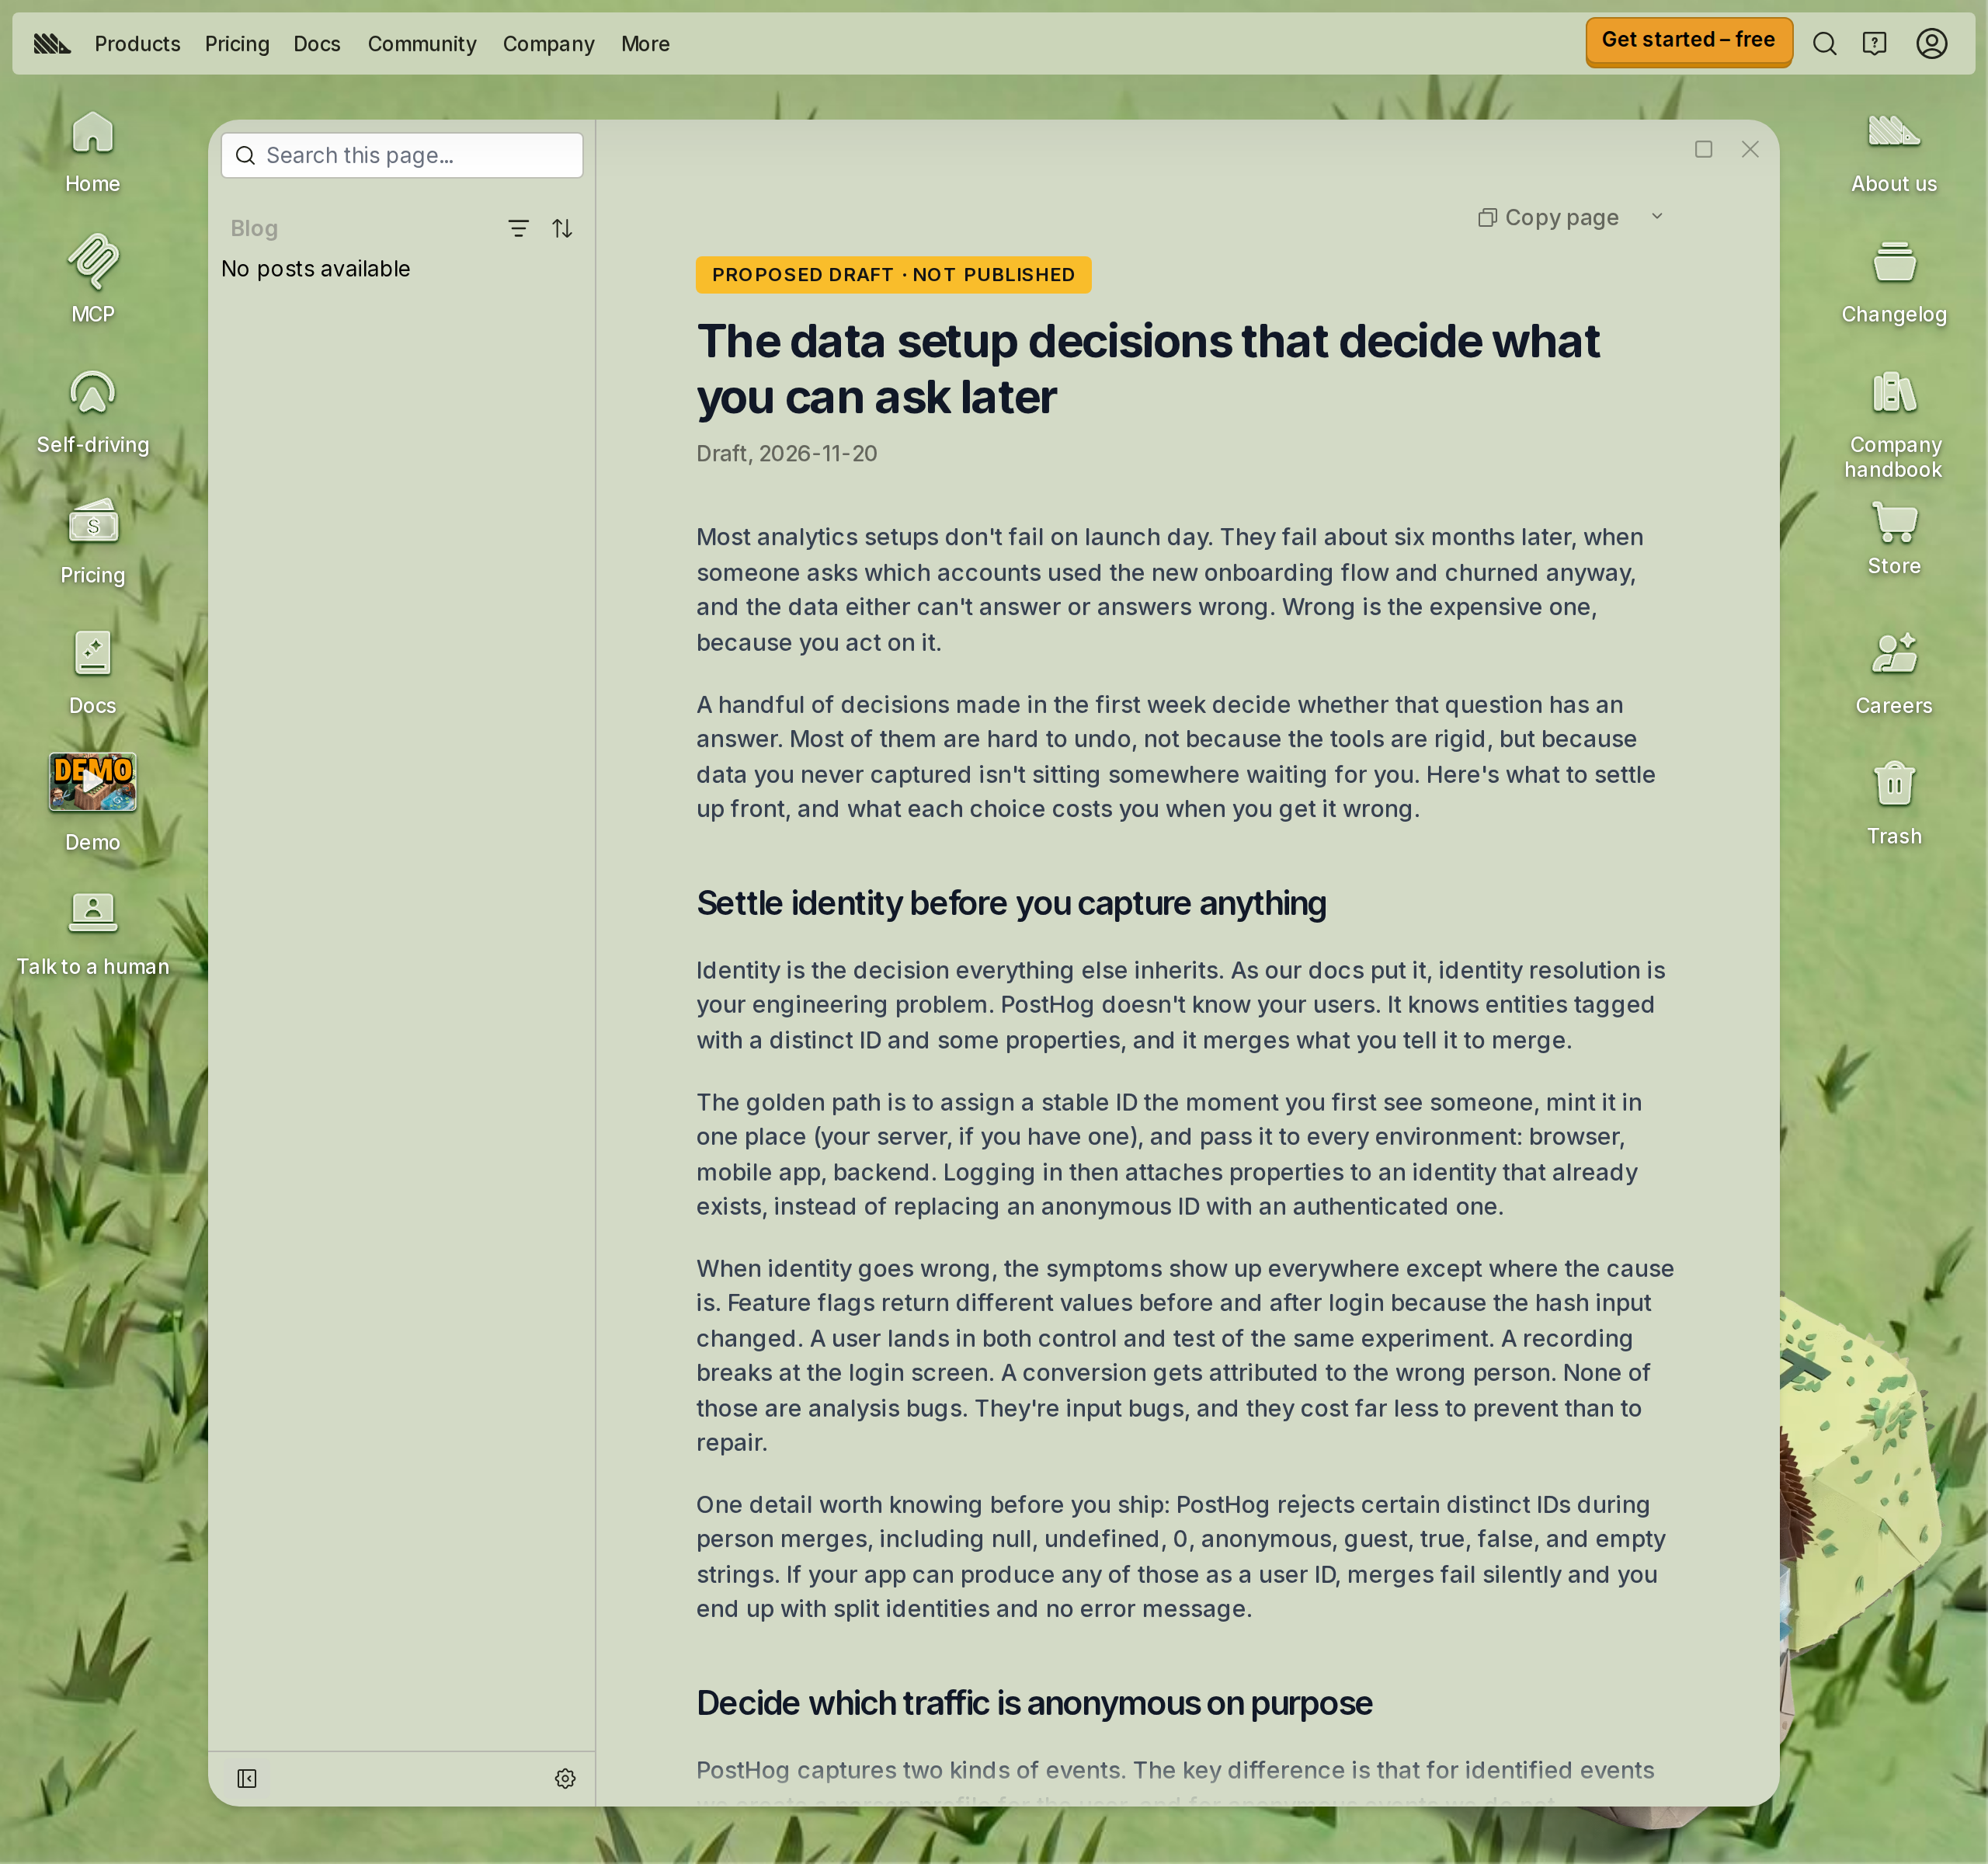 Products Pricing Docs Community Company More
Get started – free
Home
MCP
Self-driving
Pricing
Docs
DEMO
Demo
Talk to a human
Search this page...
Blog
No posts available
Copy page
PROPOSED DRAFT · NOT PUBLISHED
The data setup decisions that decide what
you can ask later
Draft, 2026-11-20
Most analytics setups don't fail on launch day. They fail about six months later, when
someone asks which accounts used the new onboarding flow and churned anyway,
and the data either can't answer or answers wrong. Wrong is the expensive one,
because you act on it.
A handful of decisions made in the first week decide whether that question has an
answer. Most of them are hard to undo, not because the tools are rigid, but because
data you never captured isn't sitting somewhere waiting for you. Here's what to settle
up front, and what each choice costs you when you get it wrong.
Settle identity before you capture anything
Identity is the decision everything else inherits. As our docs put it, identity resolution is
your engineering problem. PostHog doesn't know your users. It knows entities tagged
with a distinct ID and some properties, and it merges what you tell it to merge.
The golden path is to assign a stable ID the moment you first see someone, mint it in
one place (your server, if you have one), and pass it to every environment: browser,
mobile app, backend. Logging in then attaches properties to an identity that already
exists, instead of replacing an anonymous ID with an authenticated one.
When identity goes wrong, the symptoms show up everywhere except where the cause
is. Feature flags return different values before and after login because the hash input
changed. A user lands in both control and test of the same experiment. A recording
breaks at the login screen. A conversion gets attributed to the wrong person. None of
those are analysis bugs. They're input bugs, and they cost far less to prevent than to
repair.
One detail worth knowing before you ship: PostHog rejects certain distinct IDs during
person merges, including null, undefined, 0, anonymous, guest, true, false, and empty
strings. If your app can produce any of those as a user ID, merges fail silently and you
end up with split identities and no error message.
Decide which traffic is anonymous on purpose
PostHog captures two kinds of events. The key difference is that for identified events
we create a person profile for the user, and for anonymous events we do not.
About us
Changelog
Company
handbook
Store
Careers
Trash